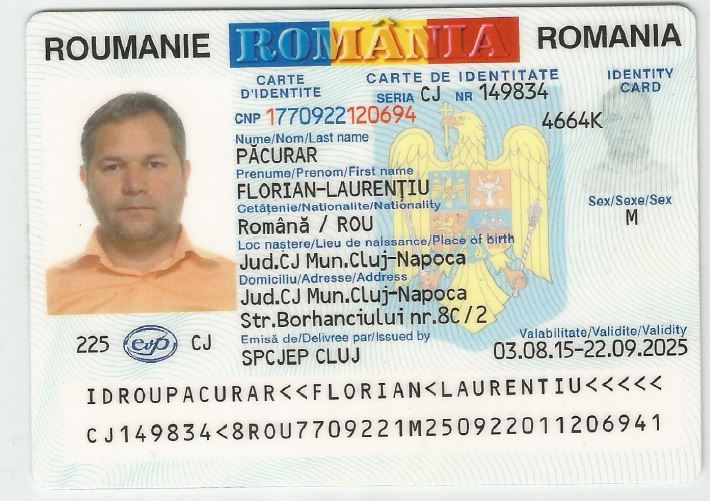 ROUMANIE ROMÂNIA ROMANIA
CARTE D'IDENTITE
CARTE DE IDENTITATE
IDENTITY CARD
SERIA CJ NR 149834
CNP 1770922120694
4664K
Nume/Nom/Last name
PĂCURAR
Prenume/Prenom/First name
FLORIAN-LAURENȚIU
Cetăţenie/Nationalite/Nationality
Română / ROU
Sex/Sexe/Sex
M
Loc naştere/Lieu de naissance/Place of birth
Jud.CJ Mun.Cluj-Napoca
Domiciliu/Adresse/Address
Jud.CJ Mun.Cluj-Napoca
Str.Borhanciului nr.8C/2
Emisă de/Delivree par/Issued by
SPCJEP CLUJ
Valabilitate/Validite/Validity
03.08.15-22.09.2025
225 evp CJ
IDROUPACURAR<<FLORIAN<LAURENTIU<<<<<
CJ149834<8ROU7709221M250922011206941